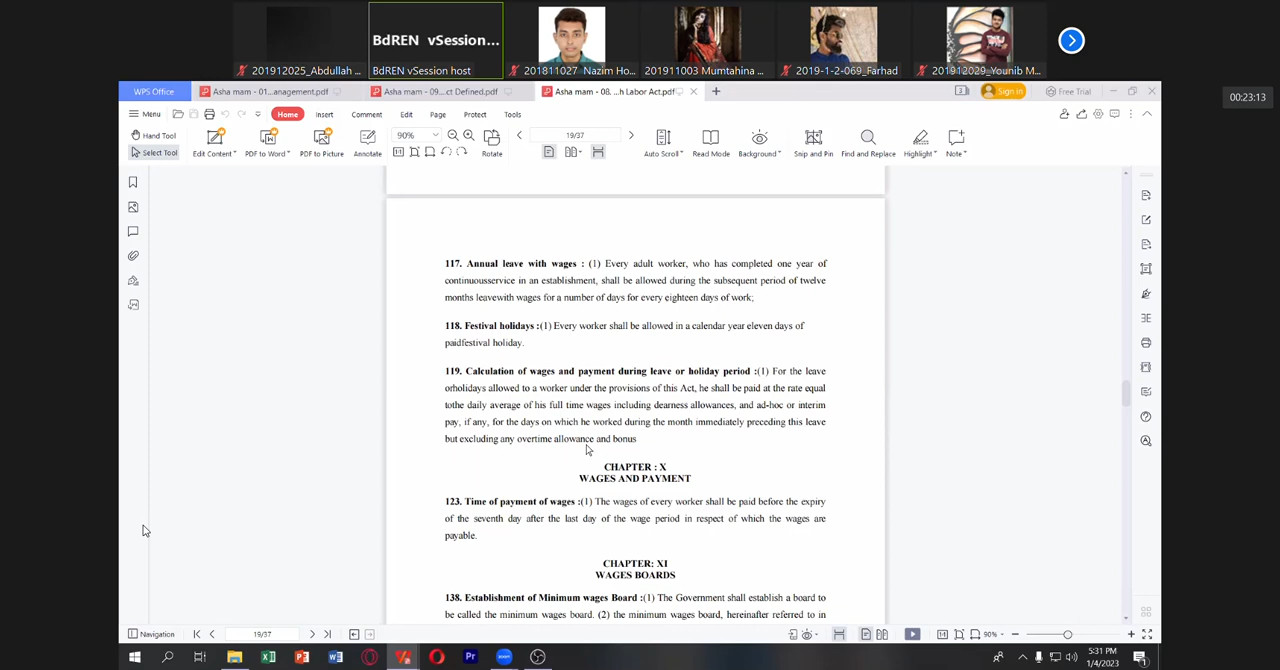 BdREN vSession...
201912025_Abdullah ...
BdREN vSession host
201811027_Nazim Ho...
201911003 Mumtahina ...
2019-1-2-069_Farhad
201912029_Younib M...
00:23:13
WPS Office
Asha mam - 01....anagement.pdf
Asha mam - 09....ct Defined.pdf
Asha mam - 08. ...h Labor Act.pdf
Sign in
Free Trial
Menu
Home
Insert
Comment
Edit
Page
Protect
Tools
Hand Tool
Select Tool
Edit Content
PDF to Word
PDF to Picture
Annotate
90%
Rotate
19/37
Auto Scroll
Read Mode
Background
Snip and Pin
Find and Replace
Highlight
Note
117. Annual leave with wages : (1) Every adult worker, who has completed one year of
continuousservice in an establishment, shall be allowed during the subsequent period of twelve
months leavewith wages for a number of days for every eighteen days of work;
118. Festival holidays :(1) Every worker shall be allowed in a calendar year eleven days of
paidfestival holiday.
119. Calculation of wages and payment during leave or holiday period :(1) For the leave
orholidays allowed to a worker under the provisions of this Act, he shall be paid at the rate equal
tothe daily average of his full time wages including dearness allowances, and ad-hoc or interim
pay, if any, for the days on which he worked during the month immediately preceding this leave
but excluding any overtime allowance and bonus
CHAPTER : X
WAGES AND PAYMENT
123. Time of payment of wages :(1) The wages of every worker shall be paid before the expiry
of the seventh day after the last day of the wage period in respect of which the wages are
payable.
CHAPTER: XI
WAGES BOARDS
138. Establishment of Minimum wages Board :(1) The Government shall establish a board to
be called the minimum wages board. (2) the minimum wages board, hereinafter referred to in
Navigation
19/37
90%
5:31 PM
1/4/2023